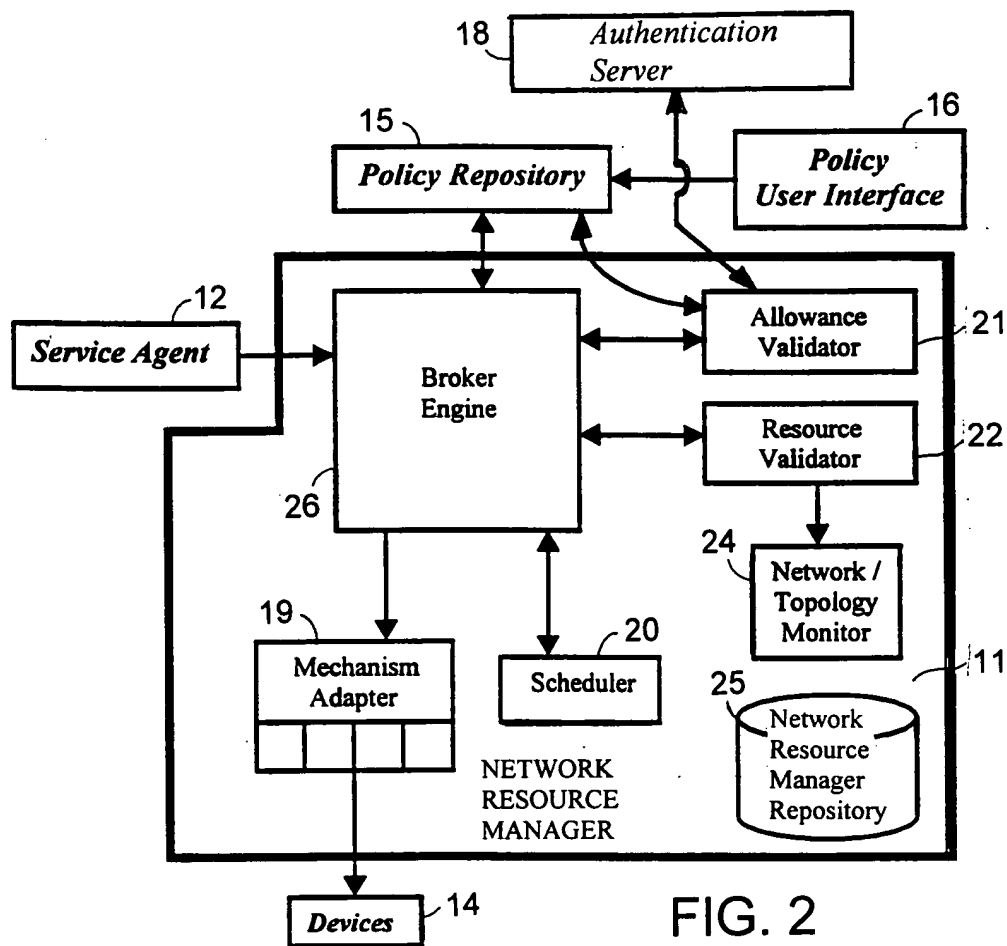 18
Authentication
Server
15
16
Policy Repository
Policy
User Interface
12
Service Agent
Broker
Engine
26
Allowance
Validator
21
Resource
Validator
22
24
Network /
Topology
Monitor
19
Mechanism
Adapter
20
Scheduler
11
25
Network
Resource
Manager
Repository
NETWORK
RESOURCE
MANAGER
Devices
14
FIG. 2